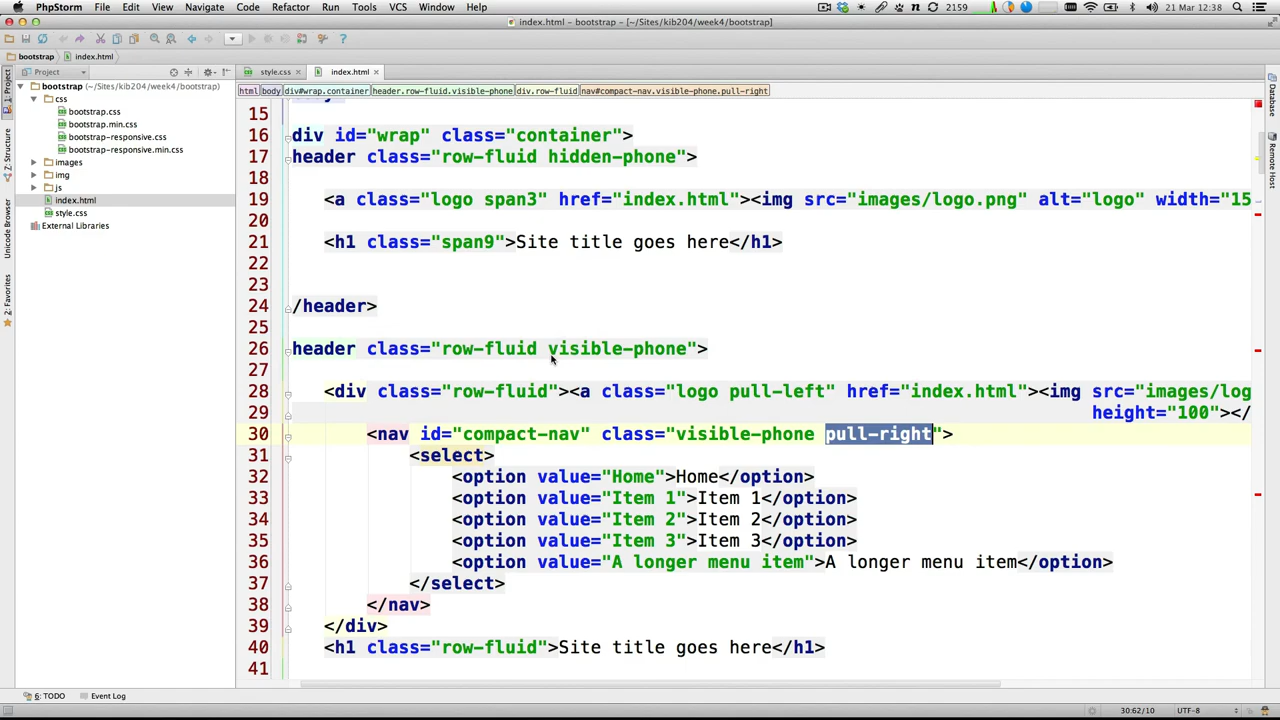 PhpStorm File Edit View Navigate Code Refactor Run Tools VCS Window Help 2159 21 Mar 12:38
index.html - bootstrap - [~/Sites/kib204/week4/bootstrap]
bootstrap index.html
Project style.css index.html
html body div#wrap.container header.row-fluid.visible-phone div.row-fluid nav#compact-nav.visible-phone.pull-right
1: Project
7: Structure
Unicode Browser
2: Favorites
Database
Remote Host
bootstrap (~/Sites/kib204/week4/bootstrap)
css
bootstrap.css
bootstrap.min.css
bootstrap-responsive.css
bootstrap-responsive.min.css
images
img
js
index.html
style.css
External Libraries
15
16 div id="wrap" class="container">
17 header class="row-fluid hidden-phone">
18
19 <a class="logo span3" href="index.html"><img src="images/logo.png" alt="logo" width="15
20
21 <h1 class="span9">Site title goes here</h1>
22
23
24 /header>
25
26 header class="row-fluid visible-phone">
27
28 <div class="row-fluid"><a class="logo pull-left" href="index.html"><img src="images/log
29 height="100"></
30 <nav id="compact-nav" class="visible-phone pull-right">
31 <select>
32 <option value="Home">Home</option>
33 <option value="Item 1">Item 1</option>
34 <option value="Item 2">Item 2</option>
35 <option value="Item 3">Item 3</option>
36 <option value="A longer menu item">A longer menu item</option>
37 </select>
38 </nav>
39 </div>
40 <h1 class="row-fluid">Site title goes here</h1>
41
6: TODO Event Log
30:62/10 UTF-8